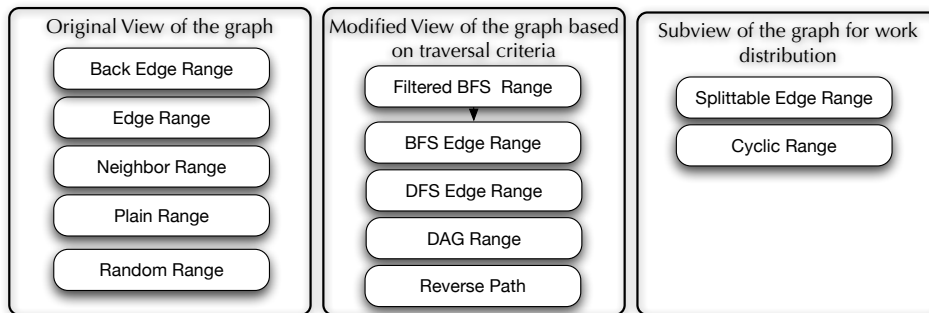 Original View of the graph
Back Edge Range
Edge Range
Neighbor Range
Plain Range
Random Range
Modified View of the graph based
on traversal criteria
Filtered BFS Range
BFS Edge Range
DFS Edge Range
DAG Range
Reverse Path
Subview of the graph for work
distribution
Splittable Edge Range
Cyclic Range